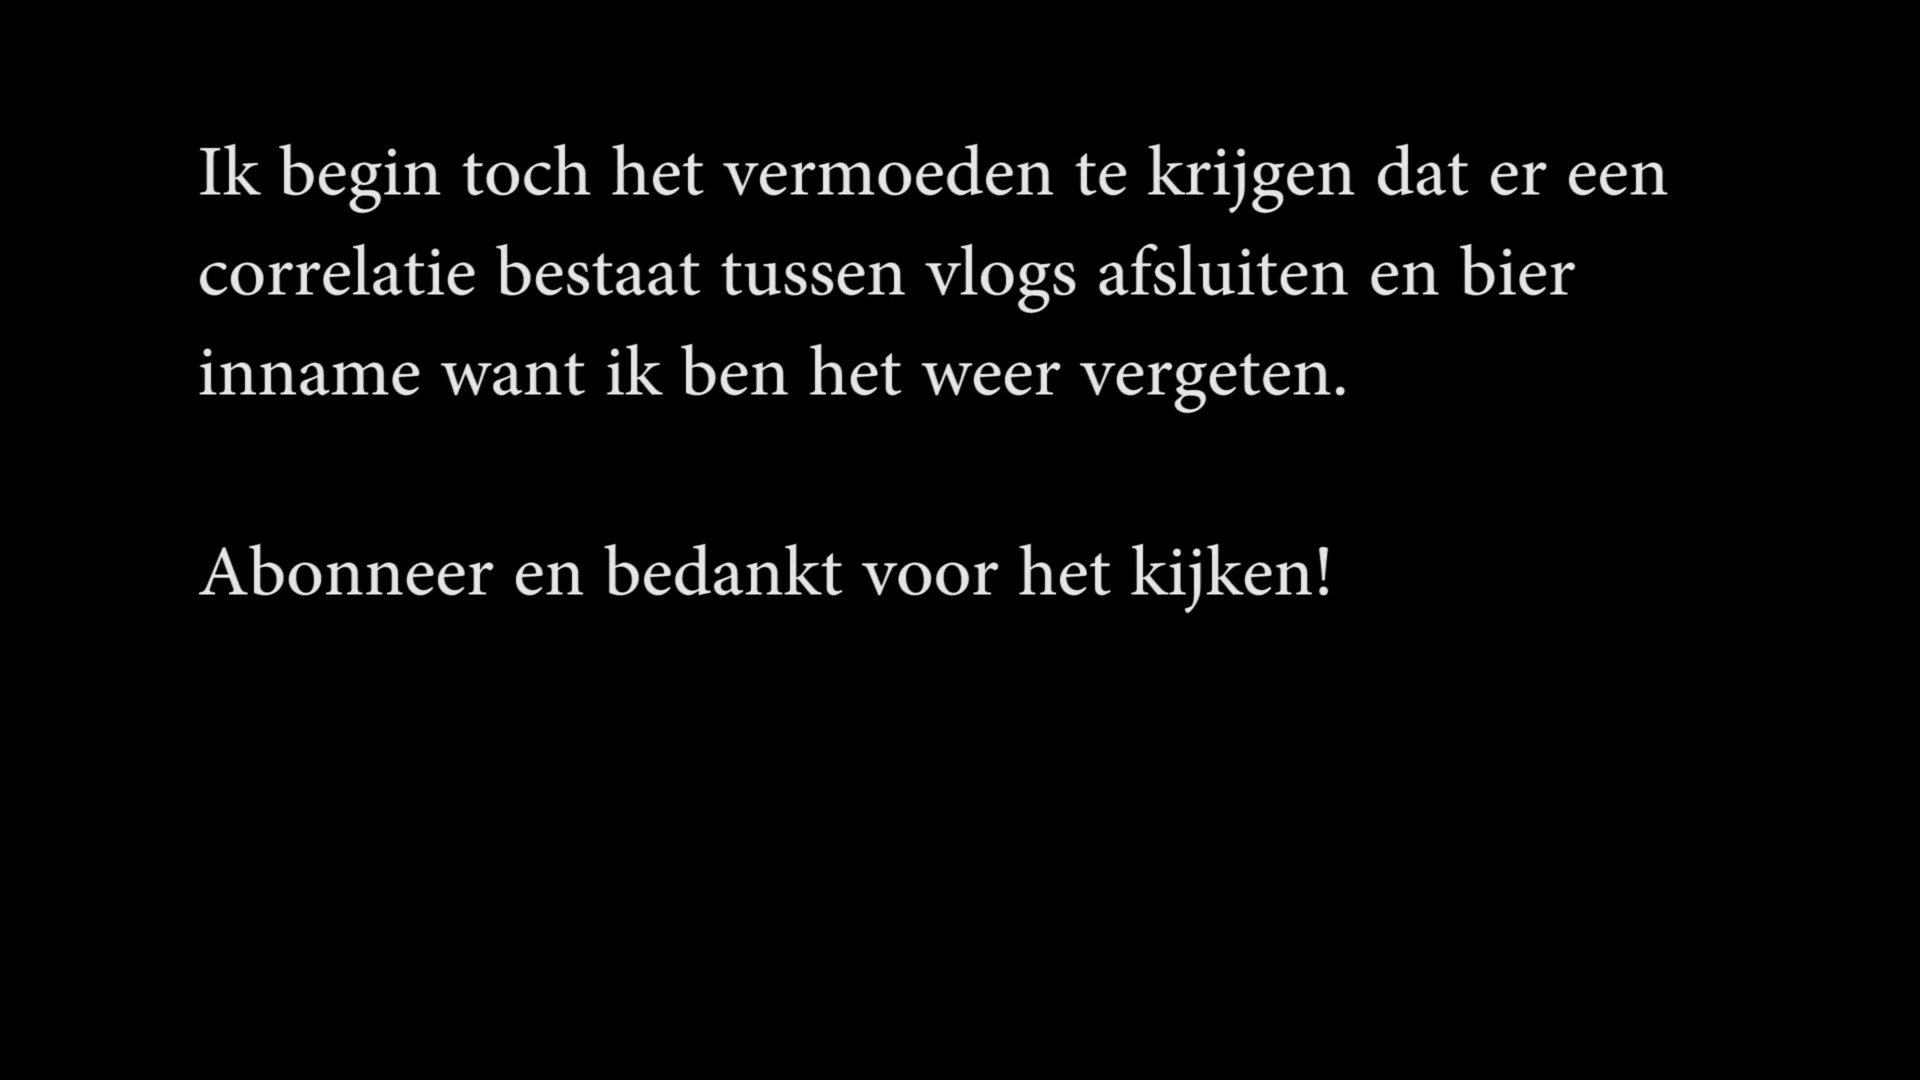 Ik begin toch het vermoeden te krijgen dat er een
correlatie bestaat tussen vlogs afsluiten en bier
inname want ik ben het weer vergeten.
Abonneer en bedankt voor het kijken!